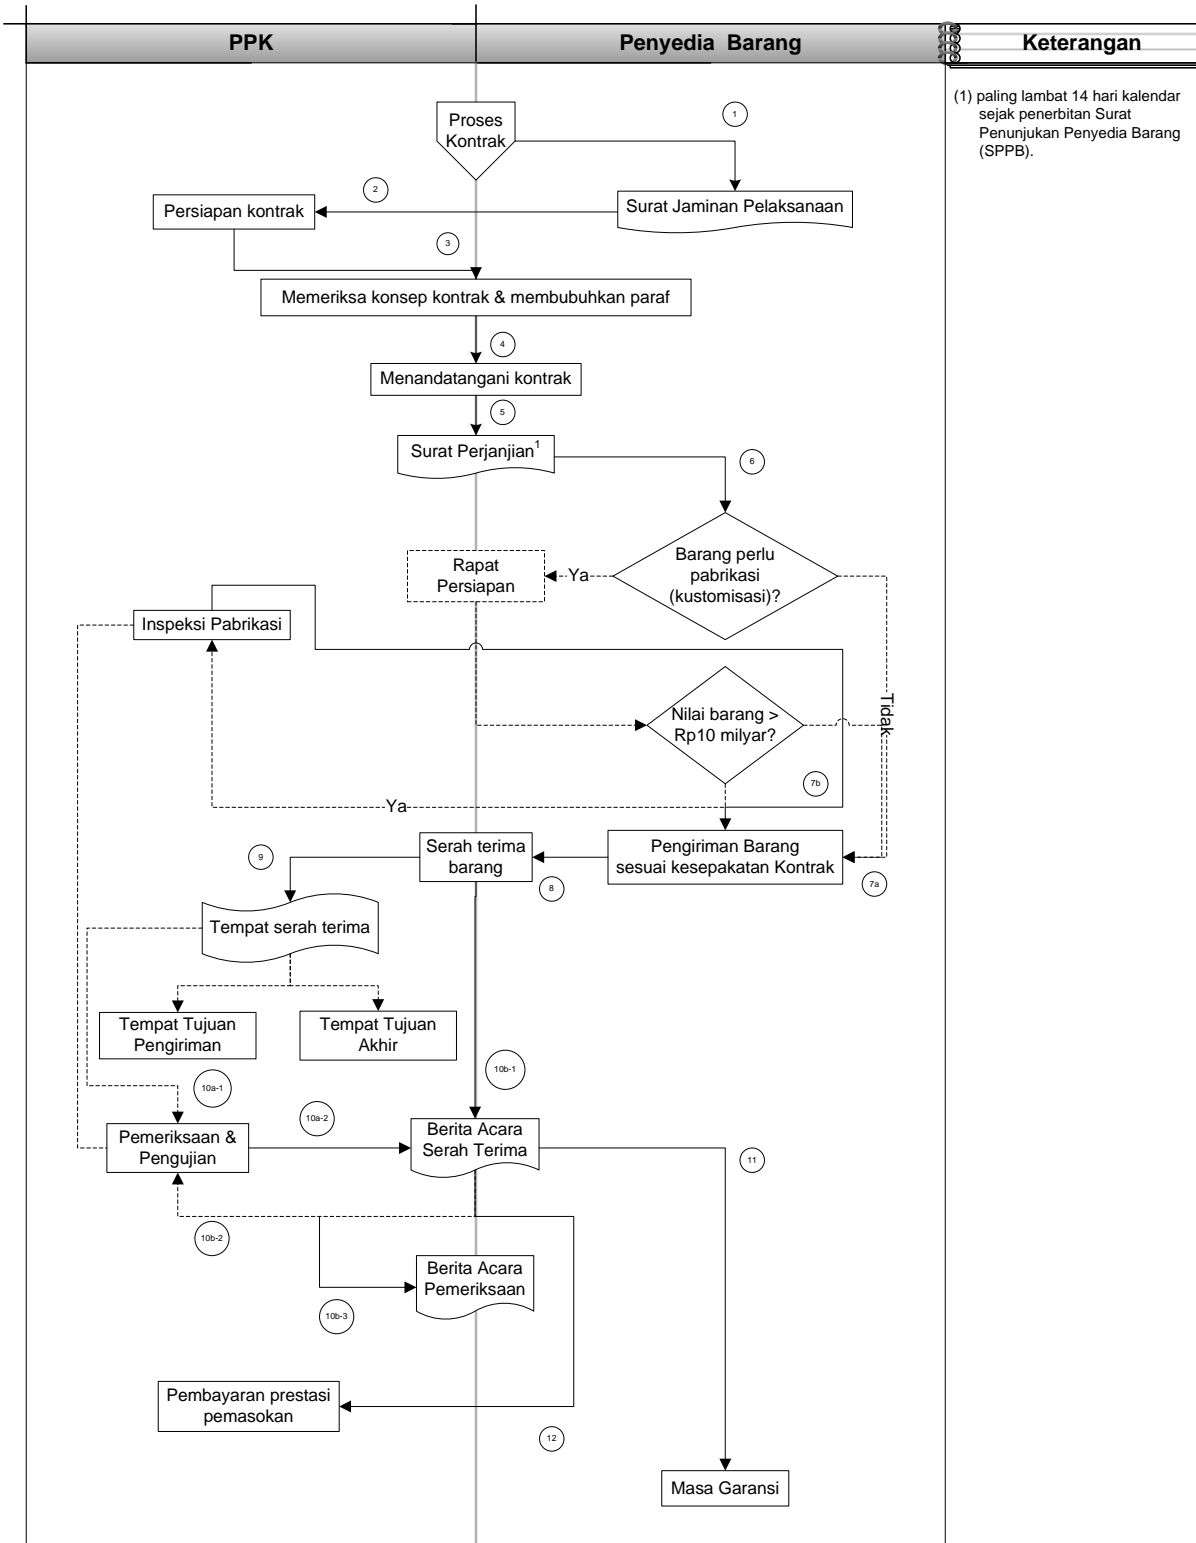 PPK
Penyedia Barang
Keterangan
(1) paling lambat 14 hari kalendar
sejak penerbitan Surat
Penunjukan Penyedia Barang
(SPPB).
Proses
Kontrak
1
Surat Jaminan Pelaksanaan
2
Persiapan kontrak
3
Memeriksa konsep kontrak & membubuhkan paraf
4
Menandatangani kontrak
5
Surat Perjanjian1
6
Barang perlu
pabrikasi
(kustomisasi)?
Ya
Rapat
Persiapan
Inspeksi Pabrikasi
Tidak
Nilai barang >
Rp10 milyar?
7b
Ya
Pengiriman Barang
sesuai kesepakatan Kontrak
7a
Serah terima
barang
8
9
Tempat serah terima
Tempat Tujuan
Pengiriman
Tempat Tujuan
Akhir
10b-1
10a-1
10a-2
Pemeriksaan &
Pengujian
Berita Acara
Serah Terima
11
10b-2
Berita Acara
Pemeriksaan
10b-3
Pembayaran prestasi
pemasokan
12
Masa Garansi